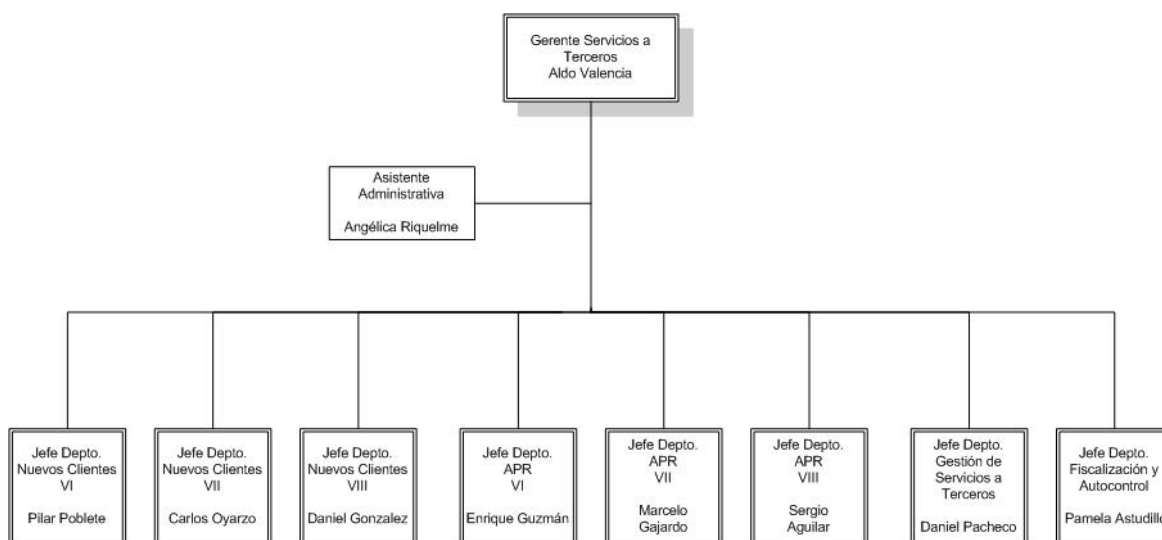 Gerente Servicios a
Terceros
Aldo Valencia
Asistente
Administrativa
Angélica Riquelme
Jefe Depto.
Nuevos Clientes
VI
Pilar Poblete
Jefe Depto.
Nuevos Clientes
VII
Carlos Oyarzo
Jefe Depto.
Nuevos Clientes
VIII
Daniel Gonzalez
Jefe Depto.
APR
VI
Enrique Guzmán
Jefe Depto.
APR
VII
Marcelo
Gajardo
Jefe Depto.
APR
VIII
Sergio
Aguilar
Jefe Depto.
Gestión de
Servicios a
Terceros
Daniel Pacheco
Jefe Depto.
Fiscalización y
Autocontrol
Pamela Astudillo